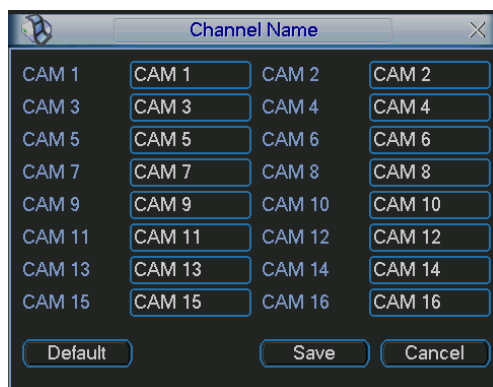 Channel Name
CAM 1 CAM 1 CAM 2 CAM 2
CAM 3 CAM 3 CAM 4 CAM 4
CAM 5 CAM 5 CAM 6 CAM 6
CAM 7 CAM 7 CAM 8 CAM 8
CAM 9 CAM 9 CAM 10 CAM 10
CAM 11 CAM 11 CAM 12 CAM 12
CAM 13 CAM 13 CAM 14 CAM 14
CAM 15 CAM 15 CAM 16 CAM 16
Default Save Cancel